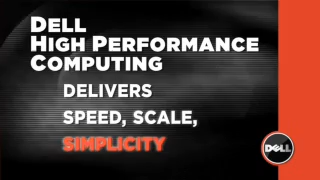 DELL
HIGH PERFORMANCE
COMPUTING
DELIVERS
SPEED, SCALE,
SIMPLICITY
DELL